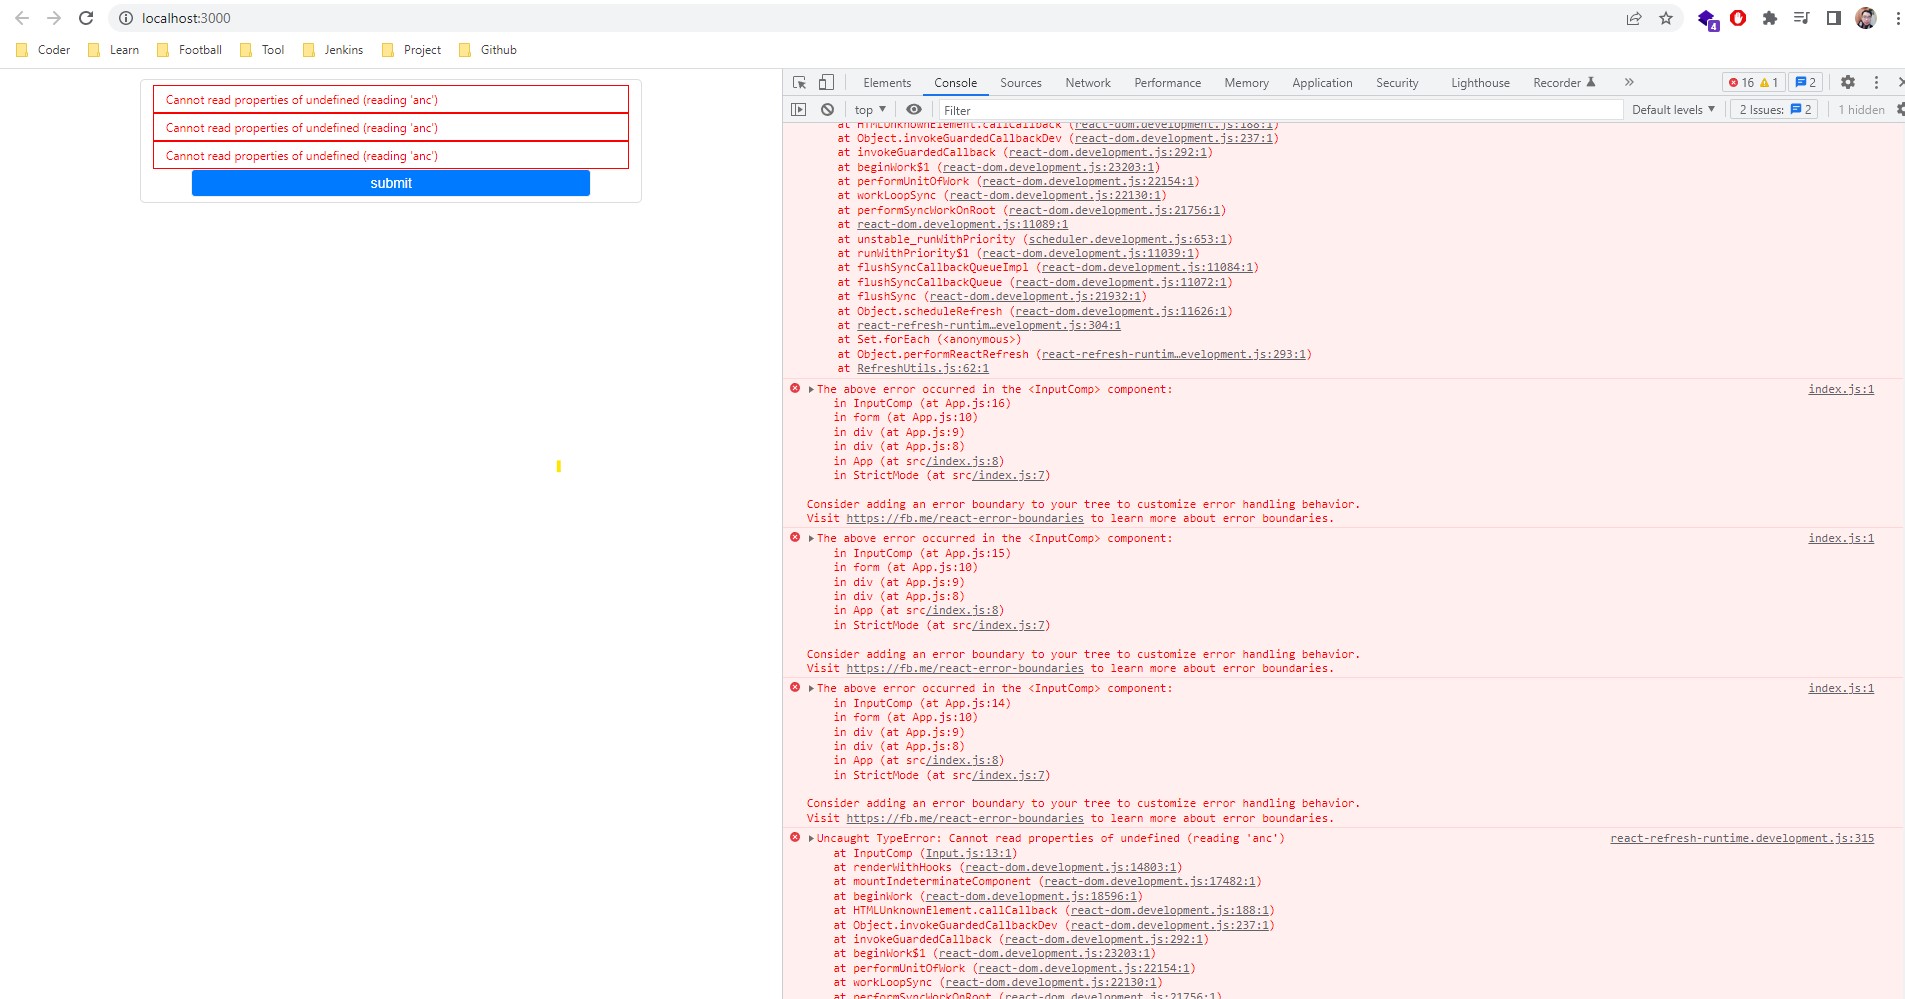 localhost:3000
4
Coder Learn Football Tool Jenkins Project Github
Cannot read properties of undefined (reading 'anc')
Cannot read properties of undefined (reading 'anc')
Cannot read properties of undefined (reading 'anc')
submit
Elements Console Sources Network Performance Memory Application Security Lighthouse Recorder » 16 1 2
top Filter Default levels 2 Issues: 2 1 hidden
at HTMLUnknownElement.callCallback (react-dom.development.js:188:1)
at Object.invokeGuardedCallbackDev (react-dom.development.js:237:1)
at invokeGuardedCallback (react-dom.development.js:292:1)
at beginWork$1 (react-dom.development.js:23203:1)
at performUnitOfWork (react-dom.development.js:22154:1)
at workLoopSync (react-dom.development.js:22130:1)
at performSyncWorkOnRoot (react-dom.development.js:21756:1)
at react-dom.development.js:11089:1
at unstable_runWithPriority (scheduler.development.js:653:1)
at runWithPriority$1 (react-dom.development.js:11039:1)
at flushSyncCallbackQueueImpl (react-dom.development.js:11084:1)
at flushSyncCallbackQueue (react-dom.development.js:11072:1)
at flushSync (react-dom.development.js:21932:1)
at Object.scheduleRefresh (react-dom.development.js:11626:1)
at react-refresh-runtim…evelopment.js:304:1
at Set.forEach (<anonymous>)
at Object.performReactRefresh (react-refresh-runtim…evelopment.js:293:1)
at RefreshUtils.js:62:1
The above error occurred in the <InputComp> component: index.js:1
in InputComp (at App.js:16)
in form (at App.js:10)
in div (at App.js:9)
in div (at App.js:8)
in App (at src/index.js:8)
in StrictMode (at src/index.js:7)
Consider adding an error boundary to your tree to customize error handling behavior.
Visit https://fb.me/react-error-boundaries to learn more about error boundaries.
The above error occurred in the <InputComp> component: index.js:1
in InputComp (at App.js:15)
in form (at App.js:10)
in div (at App.js:9)
in div (at App.js:8)
in App (at src/index.js:8)
in StrictMode (at src/index.js:7)
Consider adding an error boundary to your tree to customize error handling behavior.
Visit https://fb.me/react-error-boundaries to learn more about error boundaries.
The above error occurred in the <InputComp> component: index.js:1
in InputComp (at App.js:14)
in form (at App.js:10)
in div (at App.js:9)
in div (at App.js:8)
in App (at src/index.js:8)
in StrictMode (at src/index.js:7)
Consider adding an error boundary to your tree to customize error handling behavior.
Visit https://fb.me/react-error-boundaries to learn more about error boundaries.
Uncaught TypeError: Cannot read properties of undefined (reading 'anc') react-refresh-runtime.development.js:315
at InputComp (Input.js:13:1)
at renderWithHooks (react-dom.development.js:14803:1)
at mountIndeterminateComponent (react-dom.development.js:17482:1)
at beginWork (react-dom.development.js:18596:1)
at HTMLUnknownElement.callCallback (react-dom.development.js:188:1)
at Object.invokeGuardedCallbackDev (react-dom.development.js:237:1)
at invokeGuardedCallback (react-dom.development.js:292:1)
at beginWork$1 (react-dom.development.js:23203:1)
at performUnitOfWork (react-dom.development.js:22154:1)
at workLoopSync (react-dom.development.js:22130:1)
at performSyncWorkOnRoot (react-dom.development.js:21756:1)